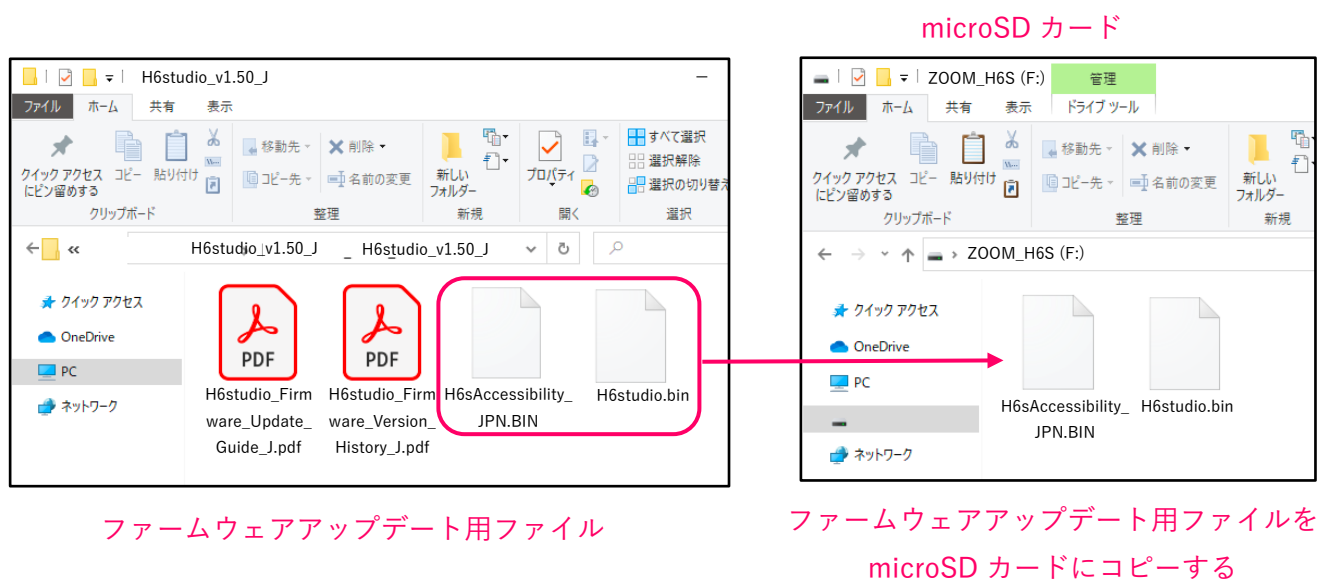 microSD カード
H6studio_v1.50_J
ファイル ホーム 共有 表示
クイック アクセス
にピン留めする
コピー
貼り付け
クリップボード
移動先
コピー先
削除
名前の変更
整理
新しい
フォルダー
新規
プロパティ
開く
すべて選択
選択解除
選択の切り替え
選択
« H6studio_v1.50_J _ H6studio_v1.50_J
クイック アクセス
OneDrive
PC
ネットワーク
PDF
H6studio_Firm
ware_Update_
Guide_J.pdf
PDF
H6studio_Firm
ware_Version_
History_J.pdf
H6sAccessibility_
JPN.BIN
H6studio.bin
ファームウェアアップデート用ファイル
ZOOM_H6S (F:)
管理
ファイル ホーム 共有 表示 ドライブ ツール
クイック アクセス
にピン留めする
コピー
貼り付け
クリップボード
移動先
コピー先
削除
名前の変更
整理
新しい
フォルダー
新規
ZOOM_H6S (F:)
クイック アクセス
OneDrive
PC
ネットワーク
H6sAccessibility_
JPN.BIN
H6studio.bin
ファームウェアアップデート用ファイルを
microSD カードにコピーする